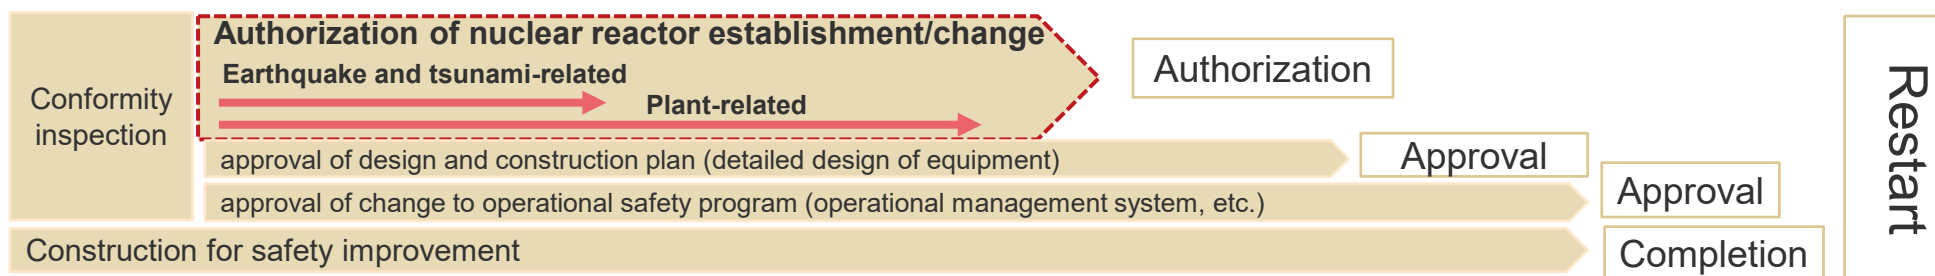 Conformity
inspection
Authorization of nuclear reactor establishment/change
Earthquake and tsunami-related
Plant-related
Authorization
approval of design and construction plan (detailed design of equipment)
Approval
approval of change to operational safety program (operational management system, etc.)
Approval
Construction for safety improvement
Completion
Restart